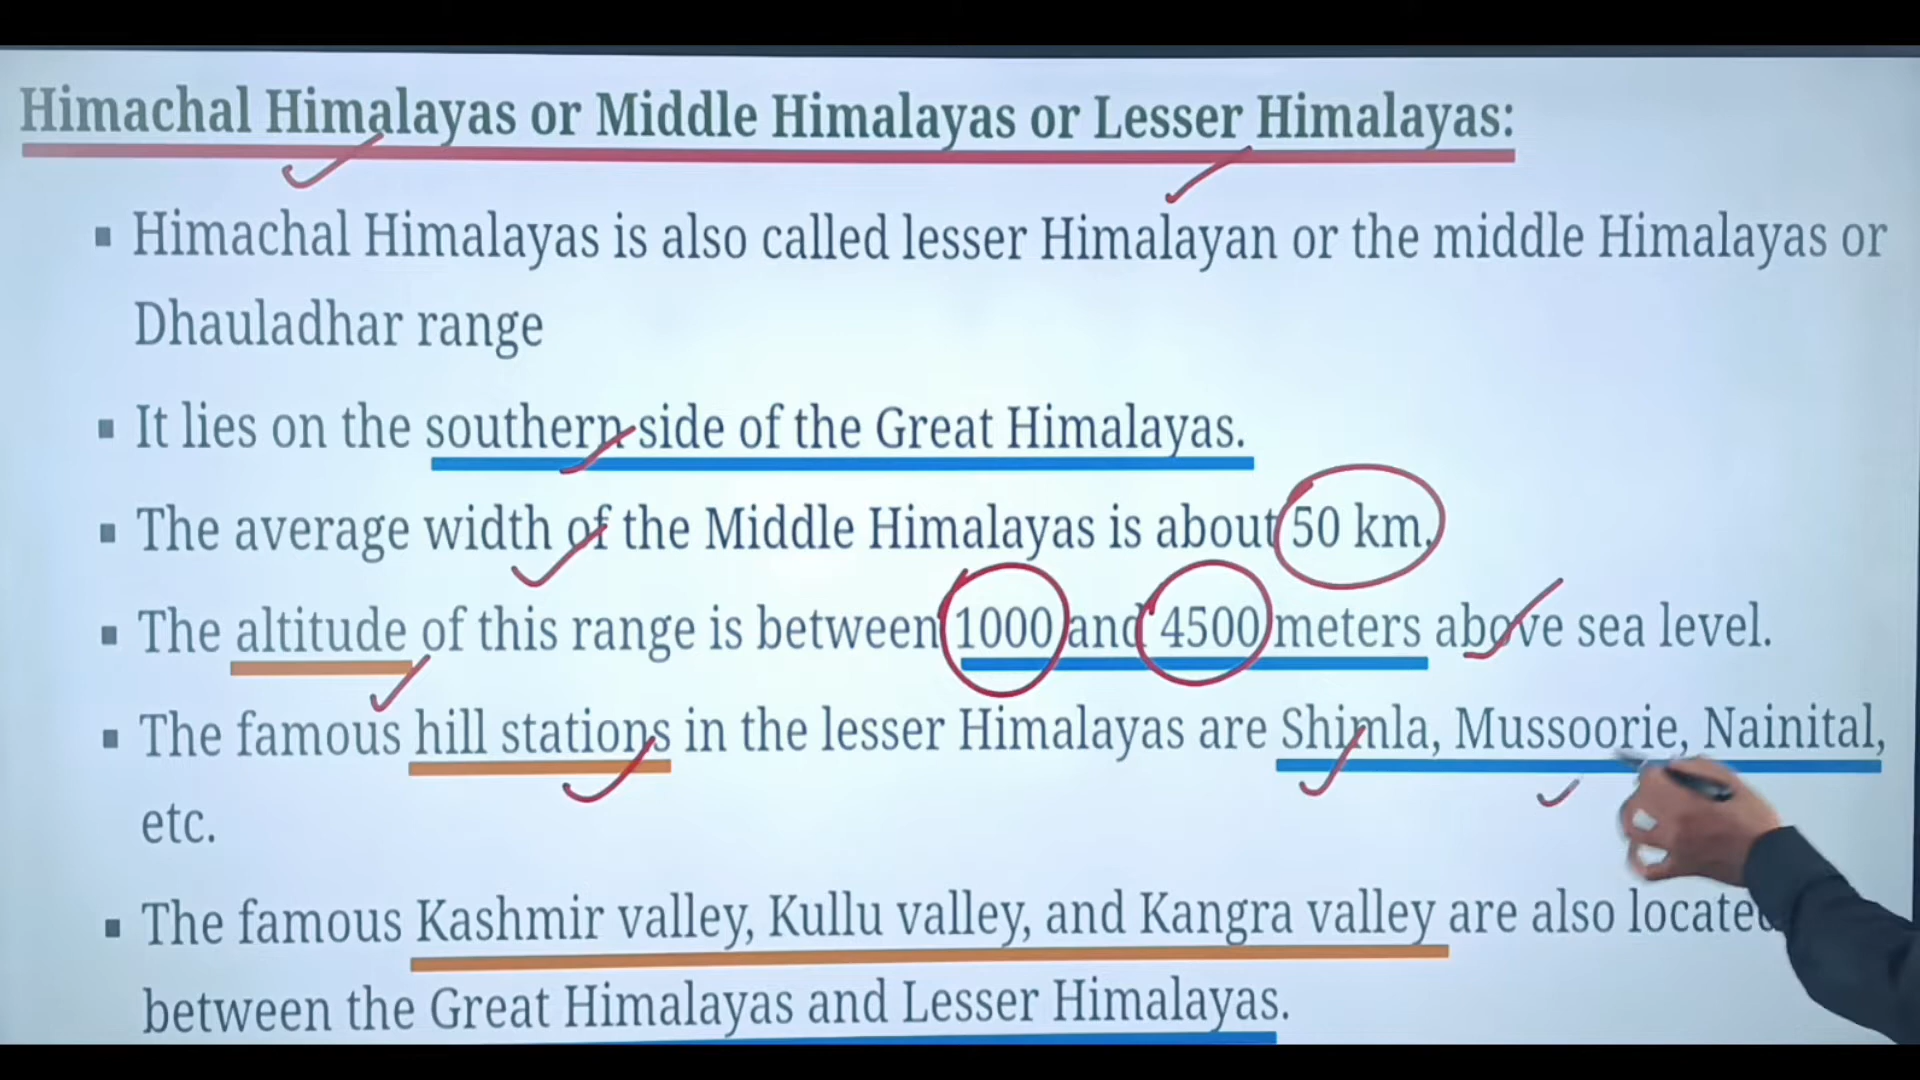 Himachal Himalayas or Middle Himalayas or Lesser Himalayas:
▪ Himachal Himalayas is also called lesser Himalayan or the middle Himalayas or
Dhauladhar range
▪ It lies on the southern side of the Great Himalayas.
▪ The average width of the Middle Himalayas is about 50 km.
▪ The altitude of this range is between 1000 and 4500 meters above sea level.
▪ The famous hill stations in the lesser Himalayas are Shimla, Mussoorie, Nainital,
etc.
▪ The famous Kashmir valley, Kullu valley, and Kangra valley are also located
between the Great Himalayas and Lesser Himalayas.